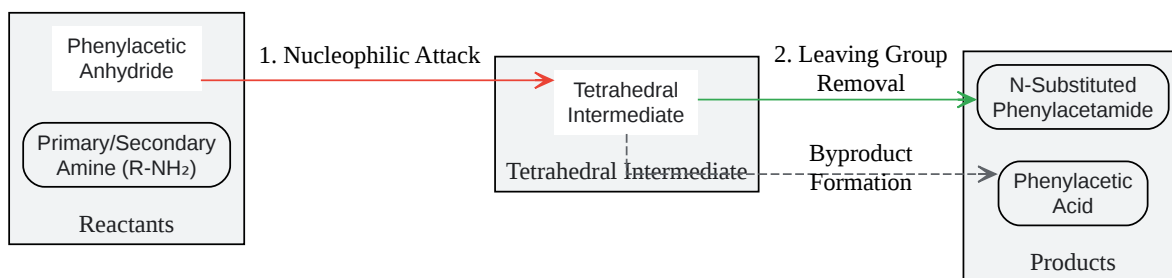 Phenylacetic
Anhydride
Primary/Secondary
Amine (R-NH₂)
Reactants
1. Nucleophilic Attack
Tetrahedral
Intermediate
Tetrahedral Intermediate
2. Leaving Group
Removal
Byproduct
Formation
N-Substituted
Phenylacetamide
Phenylacetic
Acid
Products